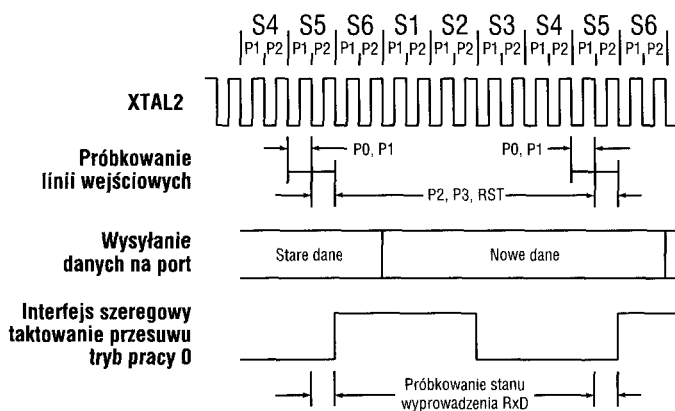 S4 S5 S6 S1 S2 S3 S4 S5 S6
P1 P2 P1 P2 P1 P2 P1 P2 P1 P2 P1 P2 P1 P2 P1 P2 P1 P2
XTAL2
Próbkowanie
linii wejściowych
P0, P1
P0, P1
P2, P3, RST
Wysyłanie
danych na port
Stare dane
Nowe dane
Interfejs szeregowy
taktowanie przesuwu
tryb pracy 0
Próbkowanie stanu
wyprowadzenia RxD